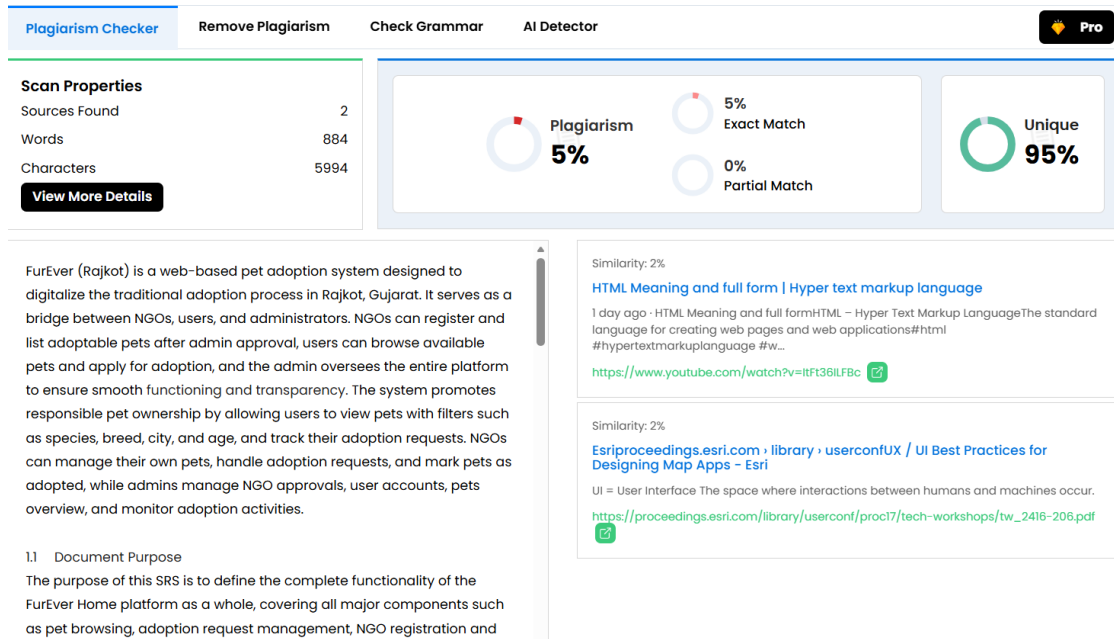 Plagiarism Checker
Remove Plagiarism
Check Grammar
AI Detector
Pro
Scan Properties
Sources Found 2
Words 884
Characters 5994
View More Details
Plagiarism
5%
5%
Exact Match
0%
Partial Match
Unique
95%
FurEver (Rajkot) is a web-based pet adoption system designed to
digitalize the traditional adoption process in Rajkot, Gujarat. It serves as a
bridge between NGOs, users, and administrators. NGOs can register and
list adoptable pets after admin approval, users can browse available
pets and apply for adoption, and the admin oversees the entire platform
to ensure smooth functioning and transparency. The system promotes
responsible pet ownership by allowing users to view pets with filters such
as species, breed, city, and age, and track their adoption requests. NGOs
can manage their own pets, handle adoption requests, and mark pets as
adopted, while admins manage NGO approvals, user accounts, pets
overview, and monitor adoption activities.
1.1 Document Purpose
The purpose of this SRS is to define the complete functionality of the
FurEver Home platform as a whole, covering all major components such
as pet browsing, adoption request management, NGO registration and
Similarity: 2%
HTML Meaning and full form | Hyper text markup language
1 day ago · HTML Meaning and full formHTML – Hyper Text Markup LanguageThe standard
language for creating web pages and web applications#html
#hypertextmarkuplanguage #w...
https://www.youtube.com/watch?v=ItFt36ILFBc
Similarity: 2%
Esriproceedings.esri.com › library › userconfUX / UI Best Practices for
Designing Map Apps - Esri
UI = User Interface The space where interactions between humans and machines occur.
https://proceedings.esri.com/library/userconf/proc17/tech-workshops/tw_2416-206.pdf